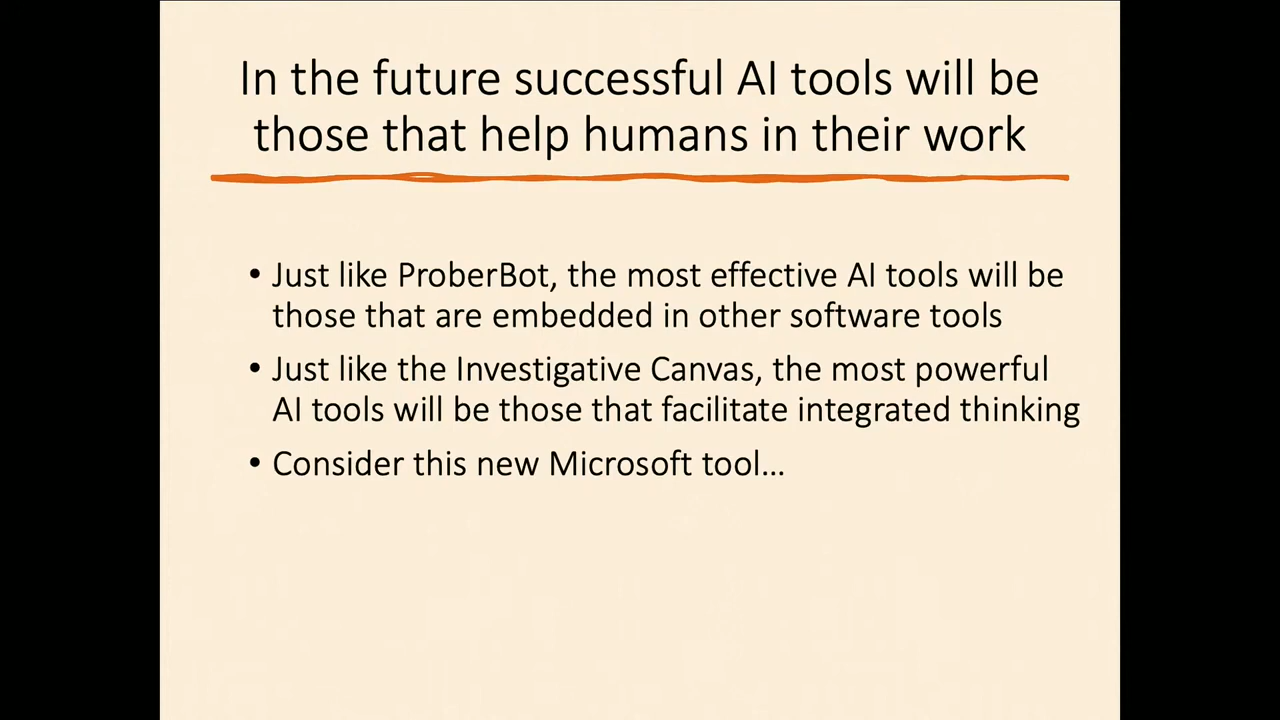 In the future successful AI tools will be
those that help humans in their work
• Just like ProberBot, the most effective AI tools will be
those that are embedded in other software tools
• Just like the Investigative Canvas, the most powerful
AI tools will be those that facilitate integrated thinking
• Consider this new Microsoft tool…